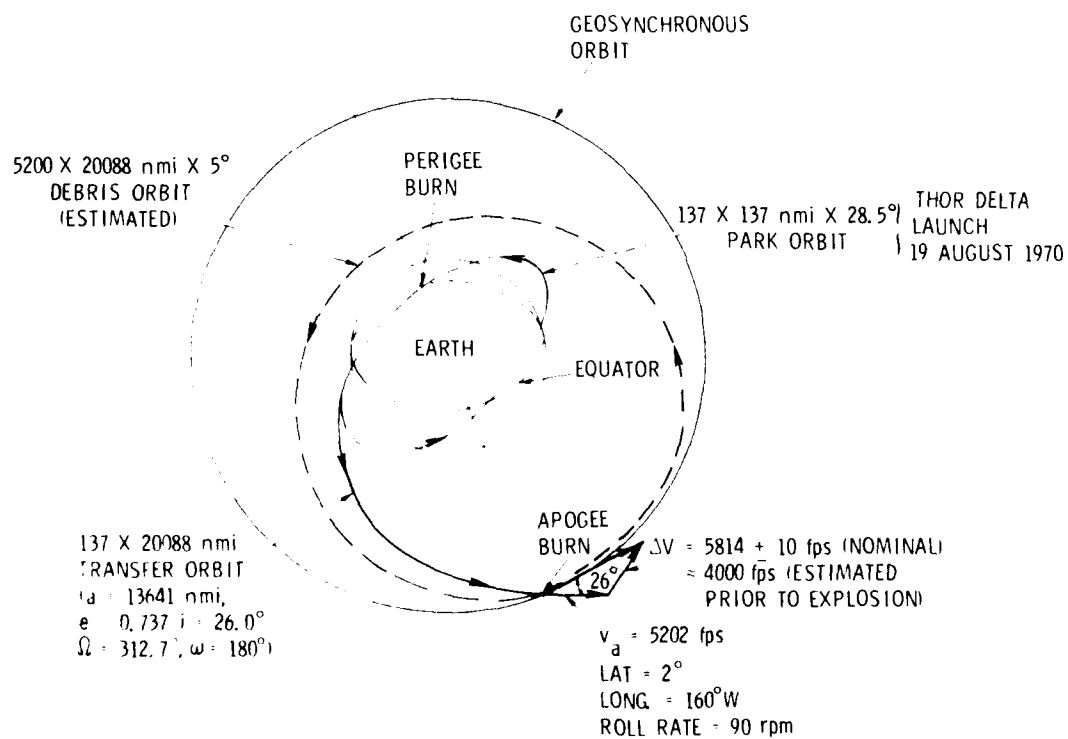 GEOSYNCHRONOUS
ORBIT
5200 X 20088 nmi X 5°
DEBRIS ORBIT
(ESTIMATED)
PERIGEE
BURN
137 X 137 nmi X 28.5°
PARK ORBIT
THOR DELTA
LAUNCH
19 AUGUST 1970
EARTH
EQUATOR
137 X 20088 nmi
TRANSFER ORBIT
(a = 13641 nmi,
e 0.737 i = 26.0°
Ω = 312.7°, ω = 180°)
APOGEE
BURN
26°
ΔV = 5814 ± 10 fps (NOMINAL)
= 4000 fps (ESTIMATED
PRIOR TO EXPLOSION)
va = 5202 fps
LAT = 2°
LONG. = 160°W
ROLL RATE = 90 rpm